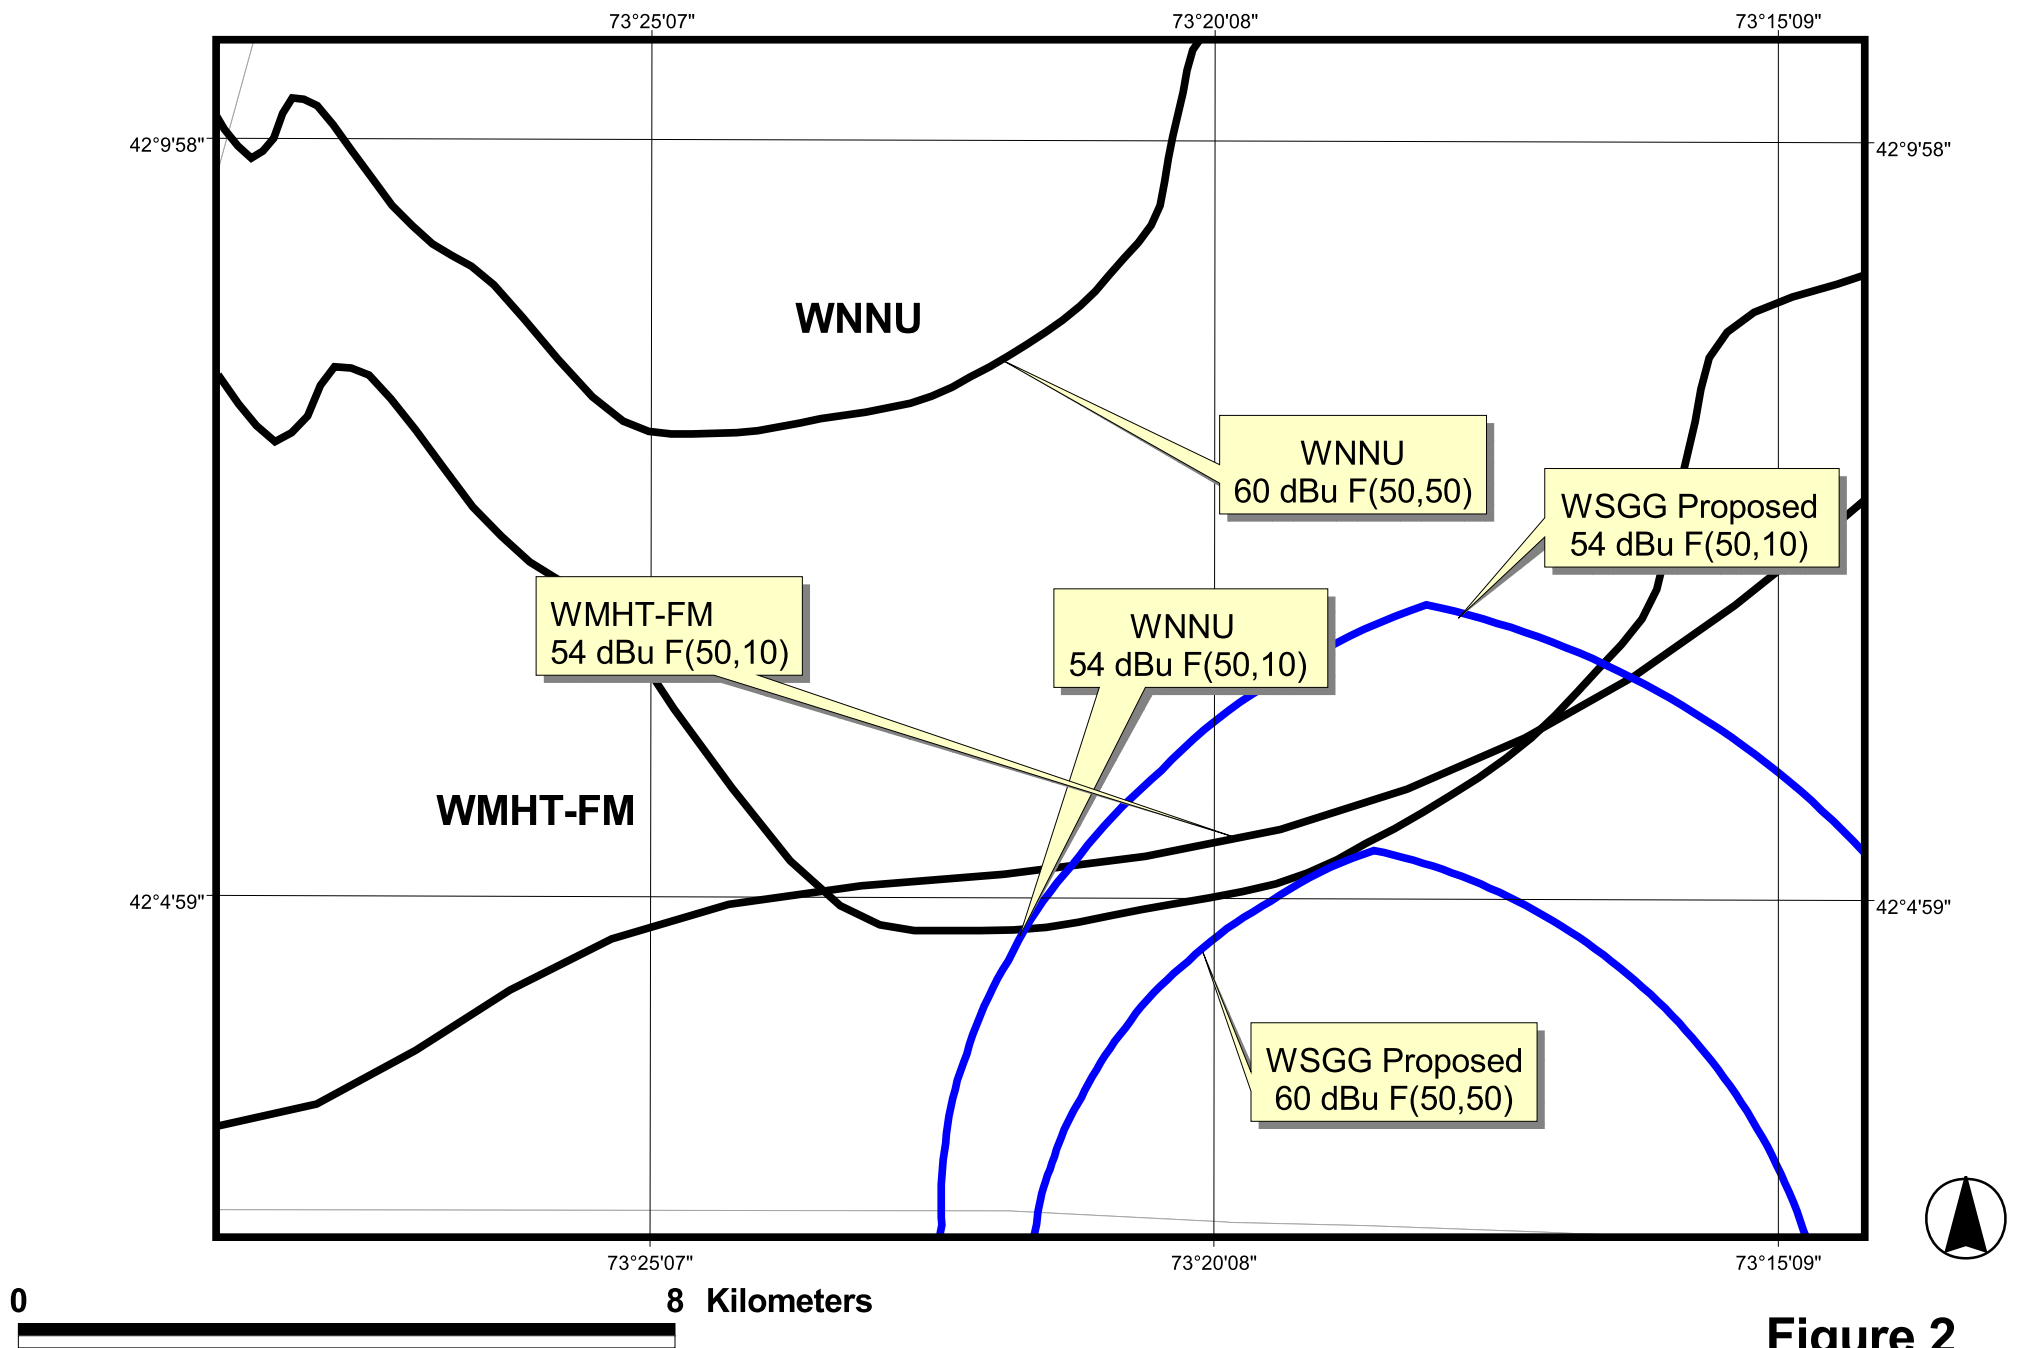 73°25'07"
73°20'08"
73°15'09"
42°9'58"
42°9'58"
WNNU
WNNU
60 dBu F(50,50)
WSGG Proposed
54 dBu F(50,10)
WMHT-FM
54 dBu F(50,10)
WNNU
54 dBu F(50,10)
WMHT-FM
42°4'59"
42°4'59"
WSGG Proposed
60 dBu F(50,50)
73°25'07"
73°20'08"
73°15'09"
0
8 Kilometers
Figure 2